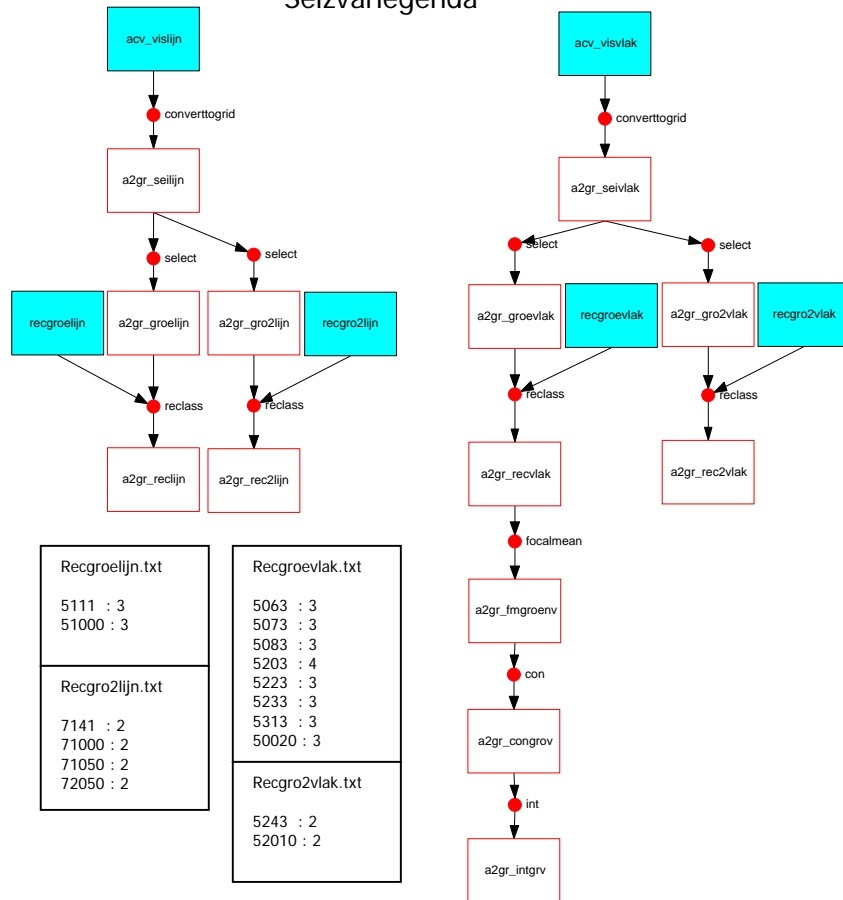 acv_vislijn
converttogrid
a2gr_seilijn
select
select
recgroelijn
a2gr_groelijn
a2gr_gro2lijn
recgro2lijn
reclass
reclass
a2gr_reclijn
a2gr_rec2lijn
acv_visvlak
converttogrid
a2gr_seivlak
select
select
a2gr_groevlak
recgroevlak
a2gr_gro2vlak
recgro2vlak
reclass
reclass
a2gr_recvlak
a2gr_rec2vlak
focalmean
a2gr_fmgroenv
con
a2gr_congrov
int
a2gr_intgrv
Recgroelijn.txt
5111 : 3
51000 : 3
Recgro2lijn.txt
7141 : 2
71000 : 2
71050 : 2
72050 : 2
Recgroevlak.txt
5063 : 3
5073 : 3
5083 : 3
5203 : 4
5223 : 3
5233 : 3
5313 : 3
50020 : 3
Recgro2vlak.txt
5243 : 2
52010 : 2